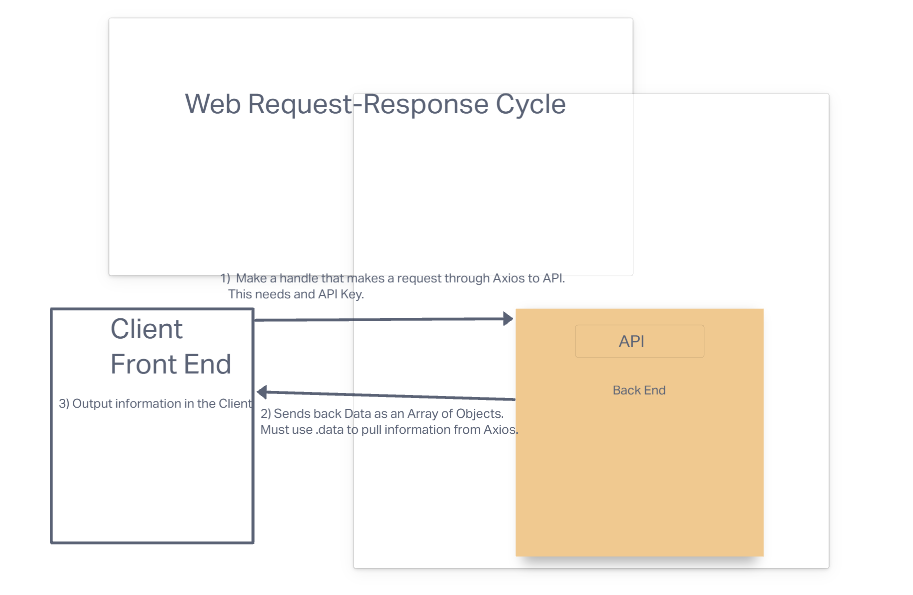 Web Request-Response Cycle
1) Make a handle that makes a request through Axios to API.
This needs and API Key.
Client
Front End
API
Back End
3) Output information in the Client
2) Sends back Data as an Array of Objects.
Must use .data to pull information from Axios.